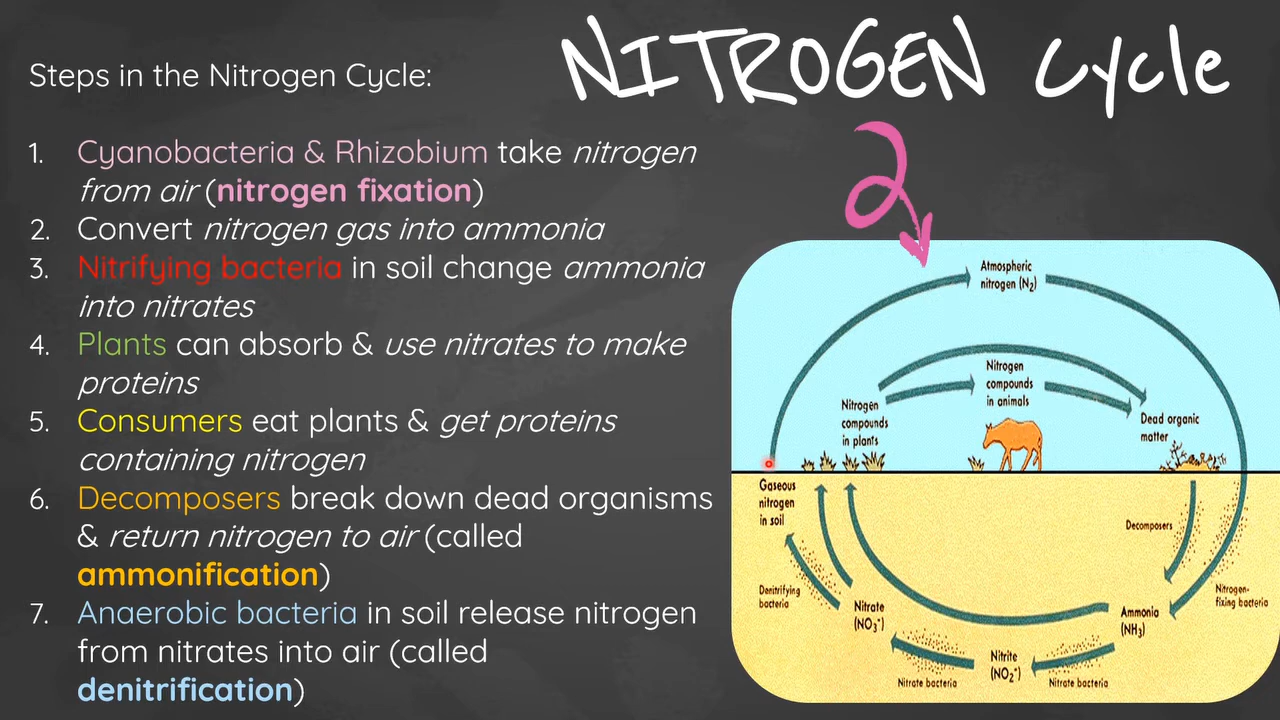 NITROGEN Cycle
Steps in the Nitrogen Cycle:
1. Cyanobacteria & Rhizobium take nitrogen
from air (nitrogen fixation)
2. Convert nitrogen gas into ammonia
3. Nitrifying bacteria in soil change ammonia
into nitrates
4. Plants can absorb & use nitrates to make
proteins
5. Consumers eat plants & get proteins
containing nitrogen
6. Decomposers break down dead organisms
& return nitrogen to air (called
ammonification)
7. Anaerobic bacteria in soil release nitrogen
from nitrates into air (called
denitrification)
2
Atmospheric
nitrogen (N₂)
Nitrogen
compounds
in animals
Nitrogen
compounds
in plants
Dead organic
matter
Gaseous
nitrogen
in soil
Decomposers
Denitrifying
bacteria
Nitrate
(NO₃⁻)
Ammonia
(NH₃)
Nitrogen-
fixing bacteria
Nitrite
(NO₂⁻)
Nitrate bacteria
Nitrate bacteria